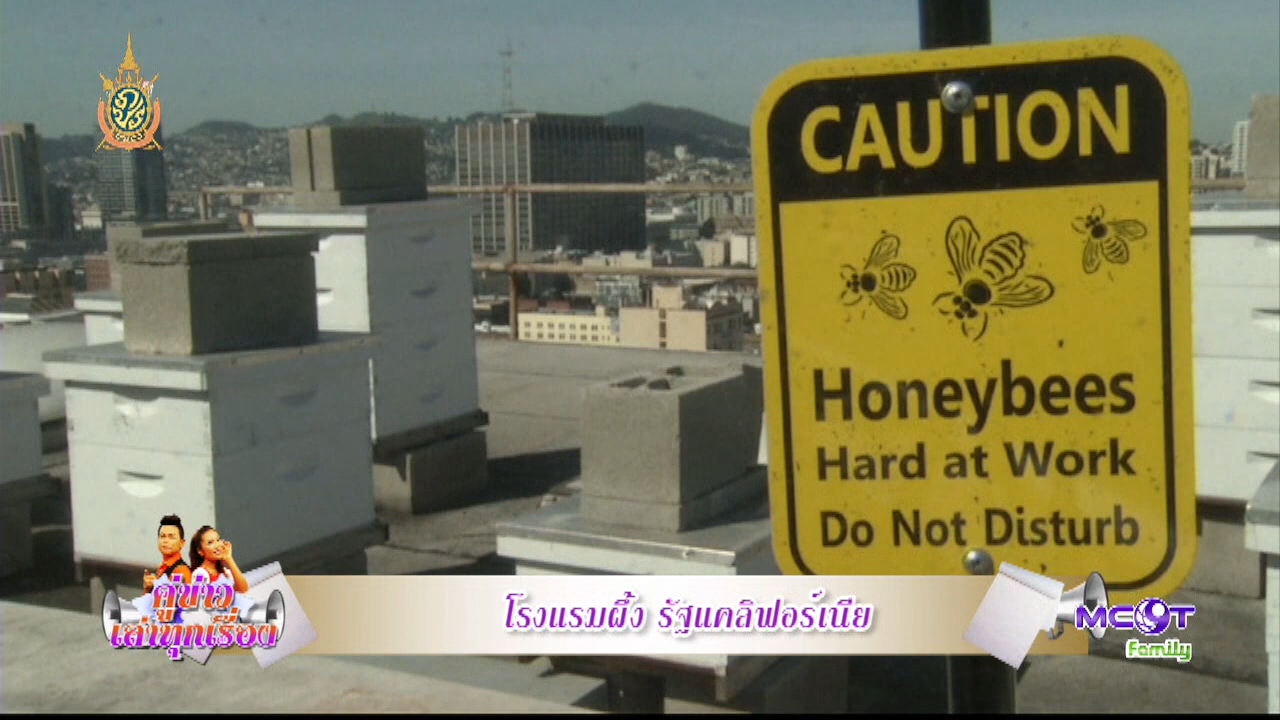 CAUTION
Honeybees
Hard at Work
Do Not Disturb
คู่ข่าว
เล่าทุกเรื่อง
โรงแรมผึ้ง รัฐแคลิฟอร์เนีย
MCOT
Family